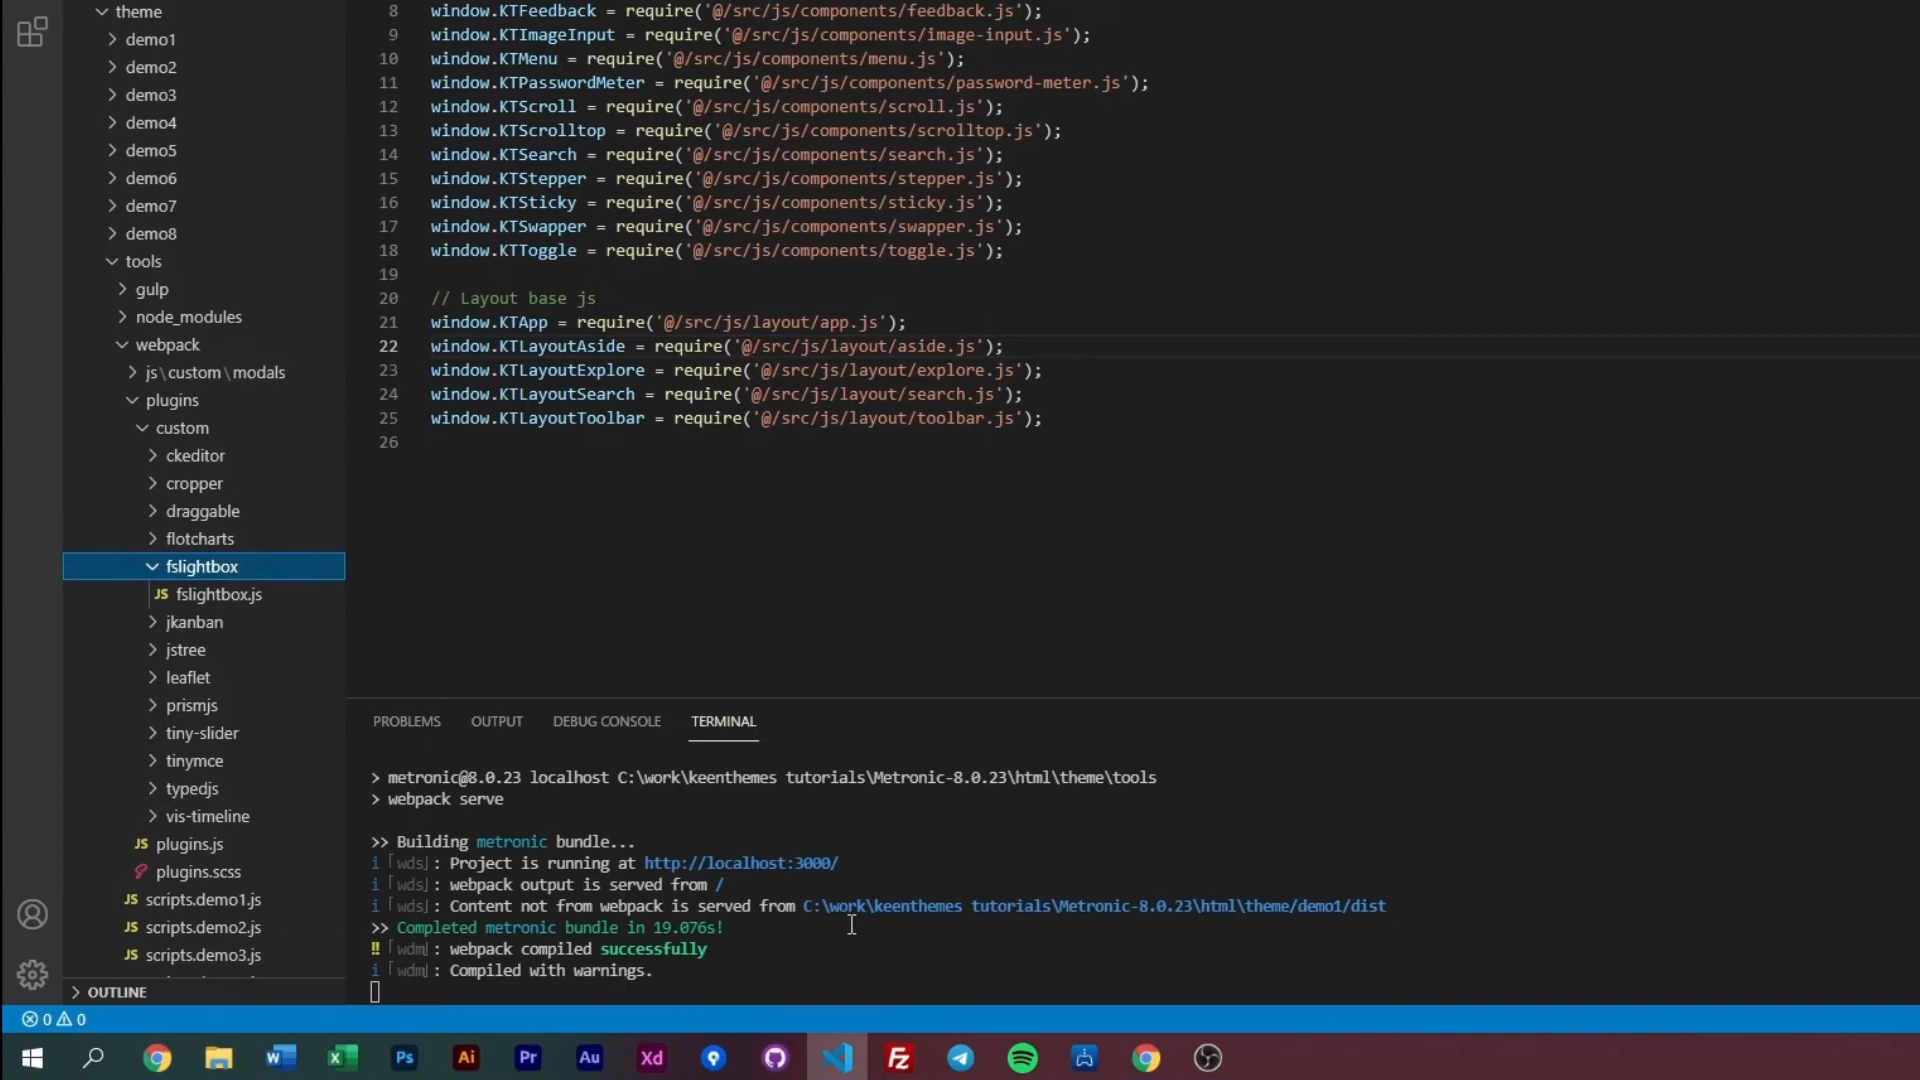 theme
demo1
demo2
demo3
demo4
demo5
demo6
demo7
demo8
tools
gulp
node_modules
webpack
js\custom\modals
plugins
custom
ckeditor
cropper
draggable
flotcharts
fslightbox
JS fslightbox.js
jkanban
jstree
leaflet
prismjs
tiny-slider
tinymce
typedjs
vis-timeline
JS plugins.js
plugins.scss
JS scripts.demo1.js
JS scripts.demo2.js
JS scripts.demo3.js
OUTLINE
8 window.KTFeedback = require('@/src/js/components/feedback.js');
9 window.KTImageInput = require('@/src/js/components/image-input.js');
10 window.KTMenu = require('@/src/js/components/menu.js');
11 window.KTPasswordMeter = require('@/src/js/components/password-meter.js');
12 window.KTScroll = require('@/src/js/components/scroll.js');
13 window.KTScrolltop = require('@/src/js/components/scrolltop.js');
14 window.KTSearch = require('@/src/js/components/search.js');
15 window.KTStepper = require('@/src/js/components/stepper.js');
16 window.KTSticky = require('@/src/js/components/sticky.js');
17 window.KTSwapper = require('@/src/js/components/swapper.js');
18 window.KTToggle = require('@/src/js/components/toggle.js');
19
20 // Layout base js
21 window.KTApp = require('@/src/js/layout/app.js');
22 window.KTLayoutAside = require('@/src/js/layout/aside.js');
23 window.KTLayoutExplore = require('@/src/js/layout/explore.js');
24 window.KTLayoutSearch = require('@/src/js/layout/search.js');
25 window.KTLayoutToolbar = require('@/src/js/layout/toolbar.js');
26
PROBLEMS OUTPUT DEBUG CONSOLE TERMINAL
> metronic@8.0.23 localhost C:\work\keenthemes tutorials\Metronic-8.0.23\html\theme\tools
> webpack serve
>> Building metronic bundle...
i ｢wds｣: Project is running at http://localhost:3000/
i ｢wds｣: webpack output is served from /
i ｢wds｣: Content not from webpack is served from C:\work\keenthemes tutorials\Metronic-8.0.23\html\theme/demo1/dist
>> Completed metronic bundle in 19.076s!
‼ ｢wdm｣: webpack compiled successfully
i ｢wdm｣: Compiled with warnings.
0 0
W X Ps Ai Pr Au Xd Fz